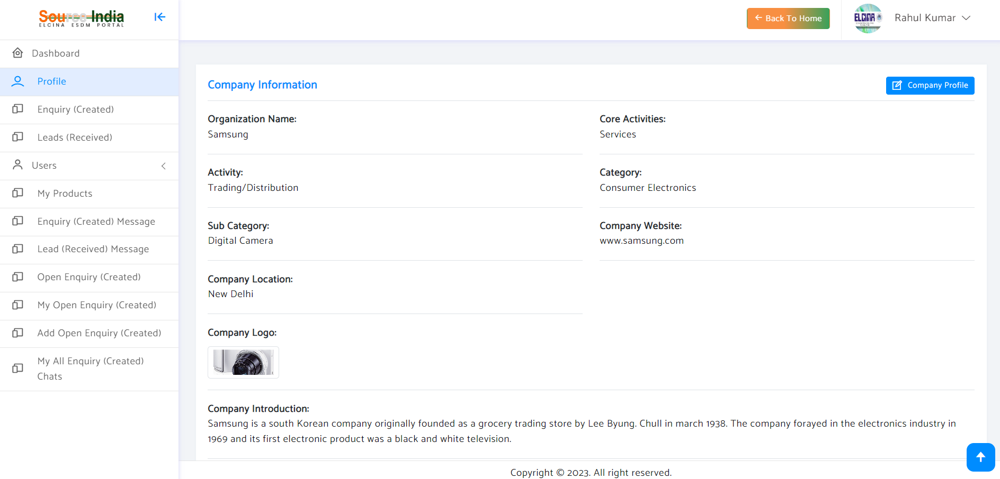 Source India
ELCINA ESDM PORTAL
Back To Home
ELCINA
Rahul Kumar
Dashboard
Profile
Enquiry (Created)
Leads (Received)
Users
My Products
Enquiry (Created) Message
Lead (Received) Message
Open Enquiry (Created)
My Open Enquiry (Created)
Add Open Enquiry (Created)
My All Enquiry (Created)
Chats
Company Information
Company Profile
Organization Name:
Samsung
Core Activities:
Services
Activity:
Trading/Distribution
Category:
Consumer Electronics
Sub Category:
Digital Camera
Company Website:
www.samsung.com
Company Location:
New Delhi
Company Logo:
Company Introduction:
Samsung is a south Korean company originally founded as a grocery trading store by Lee Byung. Chull in march 1938. The company forayed in the electronics industry in
1969 and its first electronic product was a black and white television.
Copyright © 2023. All right reserved.